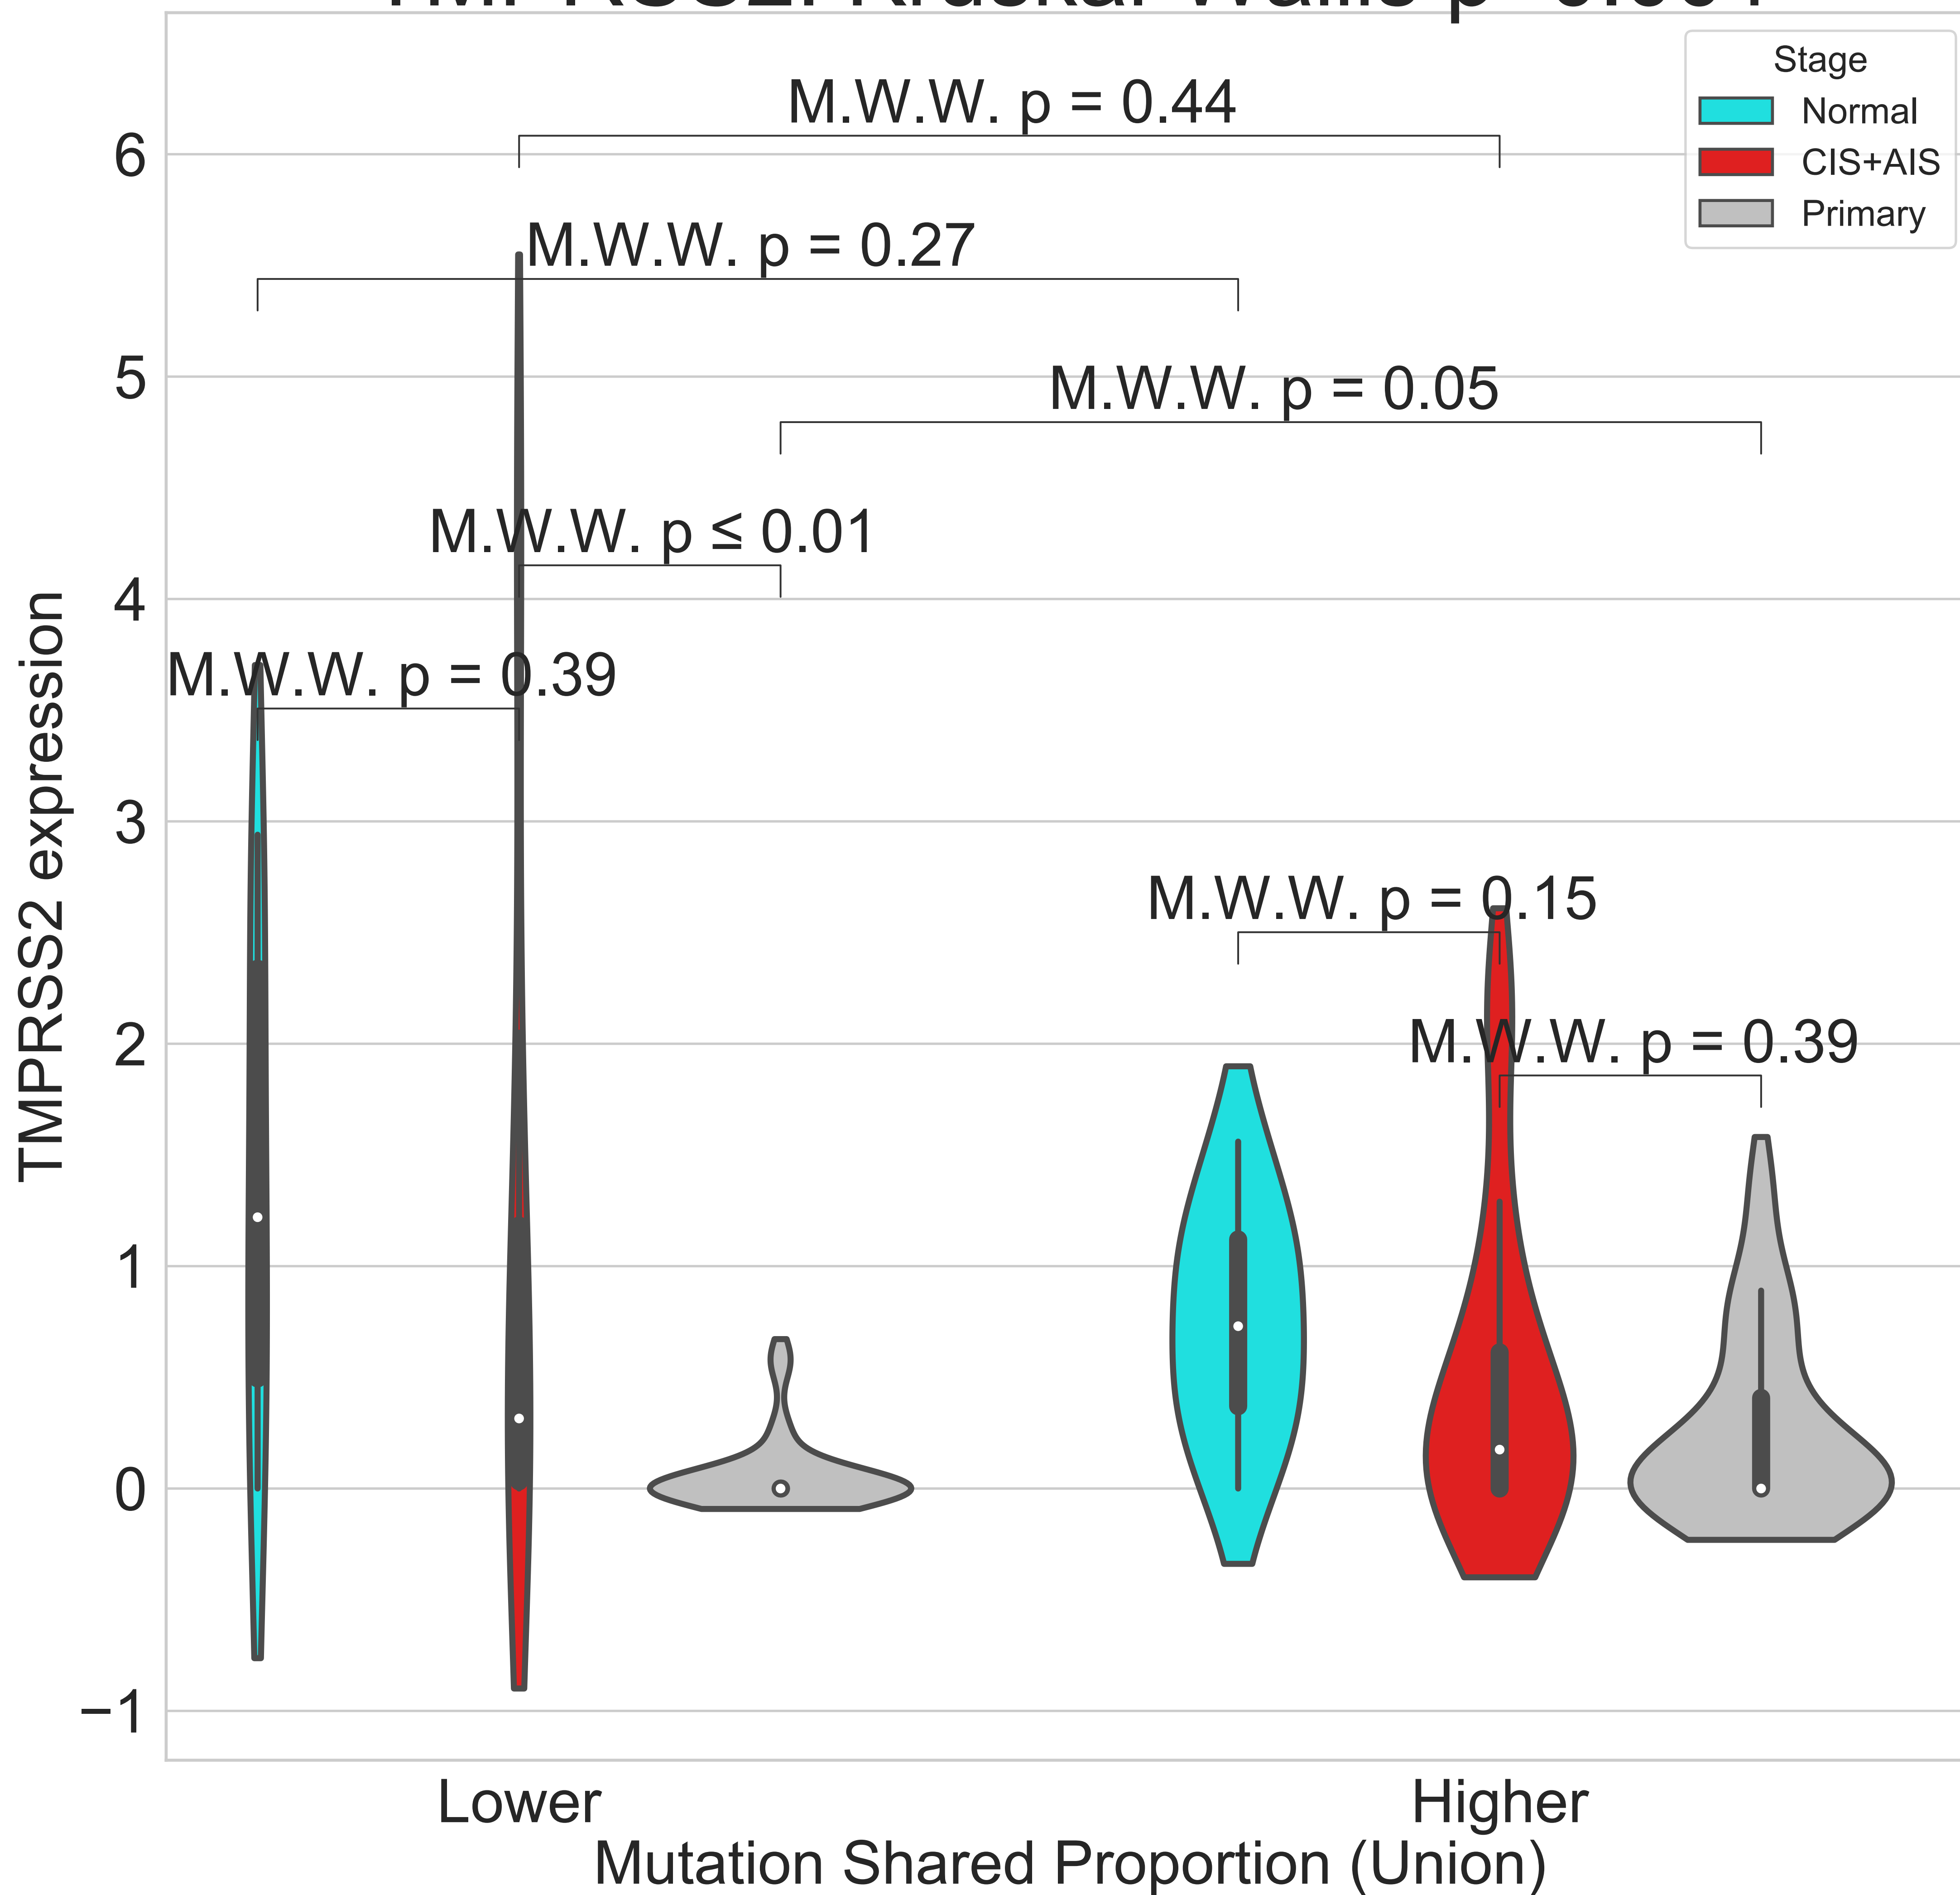 Stage
Normal
CIS+AIS
Primary
M.W.W. p = 0.44
M.W.W. p = 0.27
M.W.W. p = 0.05
M.W.W. p ≤ 0.01
M.W.W. p = 0.39
M.W.W. p = 0.15
M.W.W. p = 0.39
6
5
4
3
2
1
0
−1
TMPRSS2 expression
Lower
Higher
Mutation Shared Proportion (Union)